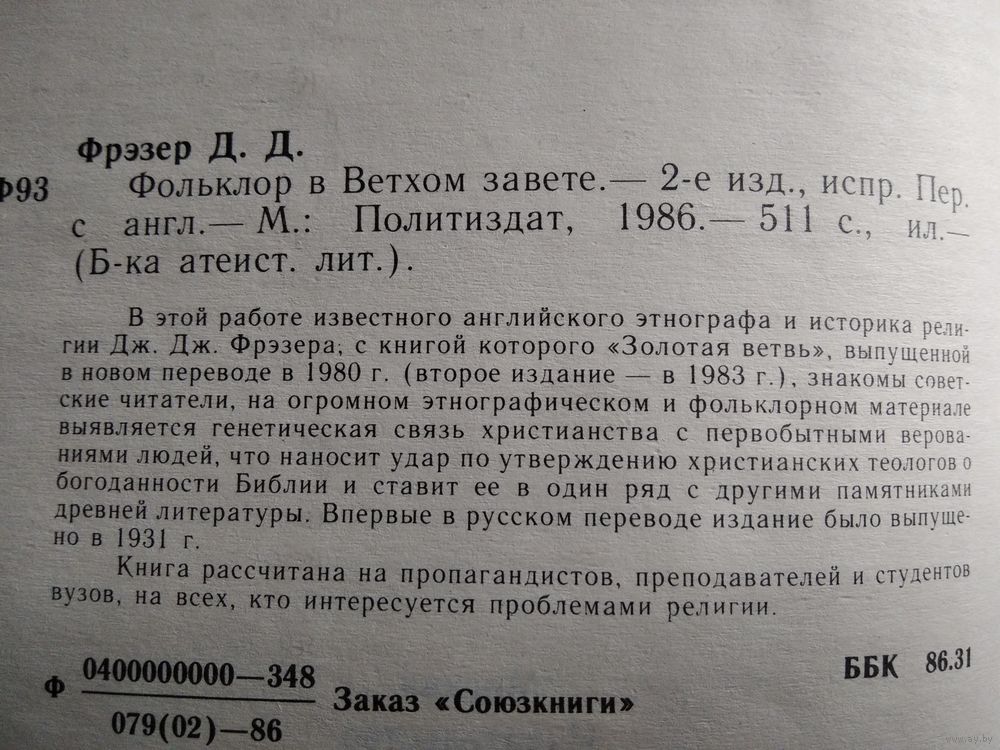 Фрэзер Д. Д.
Ф93 Фольклор в Ветхом завете.— 2-е изд., испр. Пер.
с англ.— М.: Политиздат, 1986.— 511 с., ил.—
(Б-ка атеист. лит.).
В этой работе известного английского этнографа и историка рели-
гии Дж. Дж. Фрэзера, с книгой которого «Золотая ветвь», выпущенной
в новом переводе в 1980 г. (второе издание — в 1983 г.), знакомы совет-
ские читатели, на огромном этнографическом и фольклорном материале
выявляется генетическая связь христианства с первобытными верова-
ниями людей, что наносит удар по утверждению христианских теологов о
богоданности Библии и ставит ее в один ряд с другими памятниками
древней литературы. Впервые в русском переводе издание было выпуще-
но в 1931 г.
Книга рассчитана на пропагандистов, преподавателей и студентов
вузов, на всех, кто интересуется проблемами религии.
Ф 0400000000—348
079(02)—86
Заказ «Союзкниги»
ББК 86.31
www.ay.by